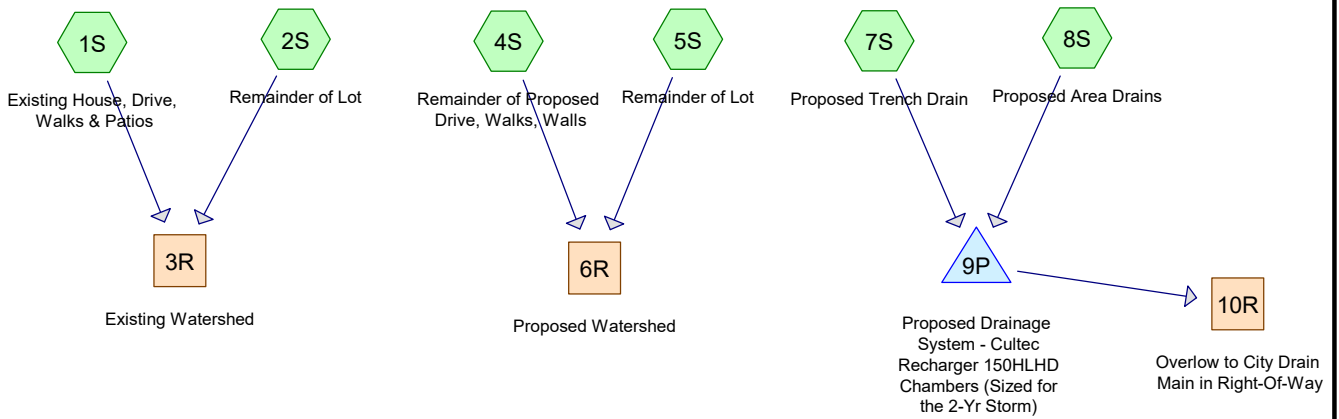 1S
Existing House, Drive,
Walks & Patios
2S
Remainder of Lot
3R
Existing Watershed
4S
Remainder of Proposed
Drive, Walks, Walls
5S
Remainder of Lot
6R
Proposed Watershed
7S
Proposed Trench Drain
8S
Proposed Area Drains
9P
Proposed Drainage
System - Cultec
Recharger 150HLHD
Chambers (Sized for
the 2-Yr Storm)
10R
Overlow to City Drain
Main in Right-Of-Way